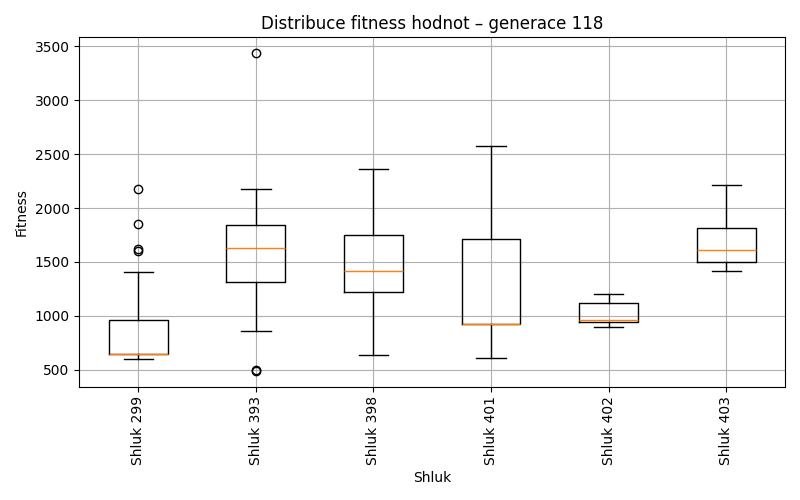 Distribuce fitness hodnot – generace 118
Fitness
3500
3000
2500
2000
1500
1000
500
Shluk 299
Shluk 393
Shluk 398
Shluk 401
Shluk 402
Shluk 403
Shluk